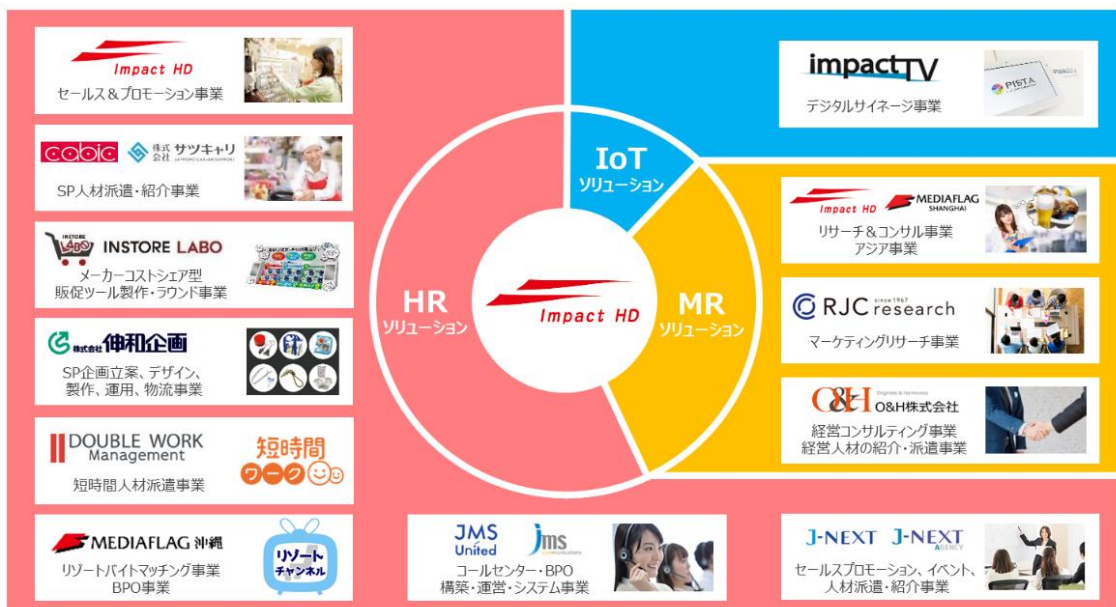 Impact HD
セールス＆プロモーション事業
cabic 株式会社 サツキャリ
SP人材派遣・紹介事業
INSTORE LABO INSTORE LABO
メーカーコストシェア型
販促ツール製作・ラウンド事業
株式会社 伸和企画
SP企画立案、デザイン、
製作、運用、物流事業
DOUBLE WORK
Management
短時間
ワーク
短時間人材派遣事業
MEDIAFLAG 沖縄
リゾートバイトマッチング事業
BPO事業
リゾート
チャンネル
HR
ソリューション
IoT
ソリューション
MR
ソリューション
Impact HD
impactTV
デジタルサイネージ事業
PISTA
Impact HD MEDIAFLAG
SHANGHAI
リサーチ＆コンサル事業
アジア事業
RJC research
since 1967
マーケティングリサーチ事業
O&H O&H株式会社
経営コンサルティング事業
経営人材の紹介・派遣事業
JMS
United
jms
communications
コールセンター・BPO
構築・運営・システム事業
J-NEXT J-NEXT
AGENCY
セールスプロモーション、イベント、
人材派遣・紹介事業